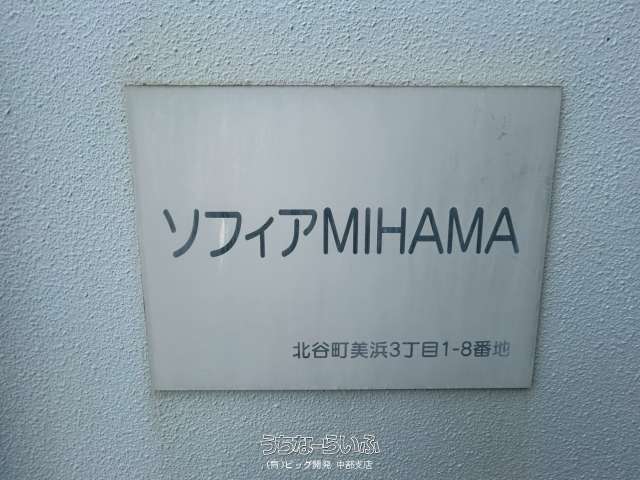 ソフィアMIHAMA
北谷町美浜3丁目1-8番地
うちなーらいふ
(有)ビッグ開発 中部支店